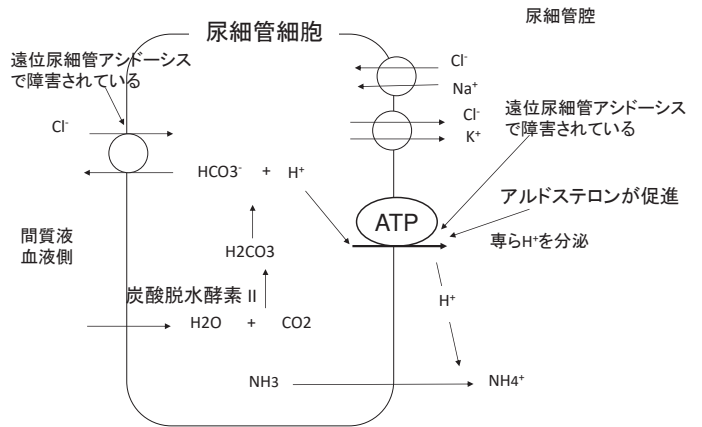 尿細管腔
尿細管細胞
遠位尿細管アシドーシス
で障害されている
Cl⁻
Na⁺
Cl⁻
K⁺
遠位尿細管アシドーシス
で障害されている
Cl⁻
HCO3⁻ + H⁺
ATP
アルドステロンが促進
専らH⁺を分泌
間質液
血液側
H2CO3
炭酸脱水酵素 II
H⁺
H2O + CO2
NH3
NH4⁺